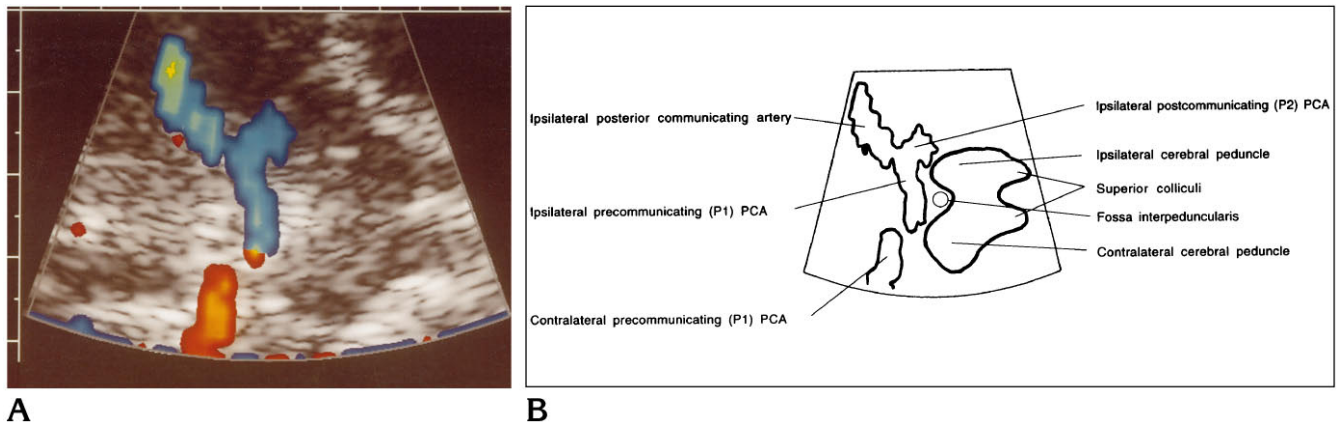 Ipsilateral posterior communicating artery
Ipsilateral precommunicating (P1) PCA
Contralateral precommunicating (P1) PCA
Ipsilateral postcommunicating (P2) PCA
Ipsilateral cerebral peduncle
Superior colliculi
Fossa interpeduncularis
Contralateral cerebral peduncle
A
B